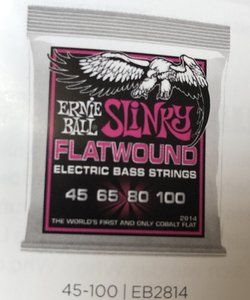 ERNIE BALL SLINKY
FLATWOUND
ELECTRIC BASS STRINGS
45 65 80 100
2814
THE WORLD'S FIRST AND ONLY COBALT FLAT
45-100 | EB2814